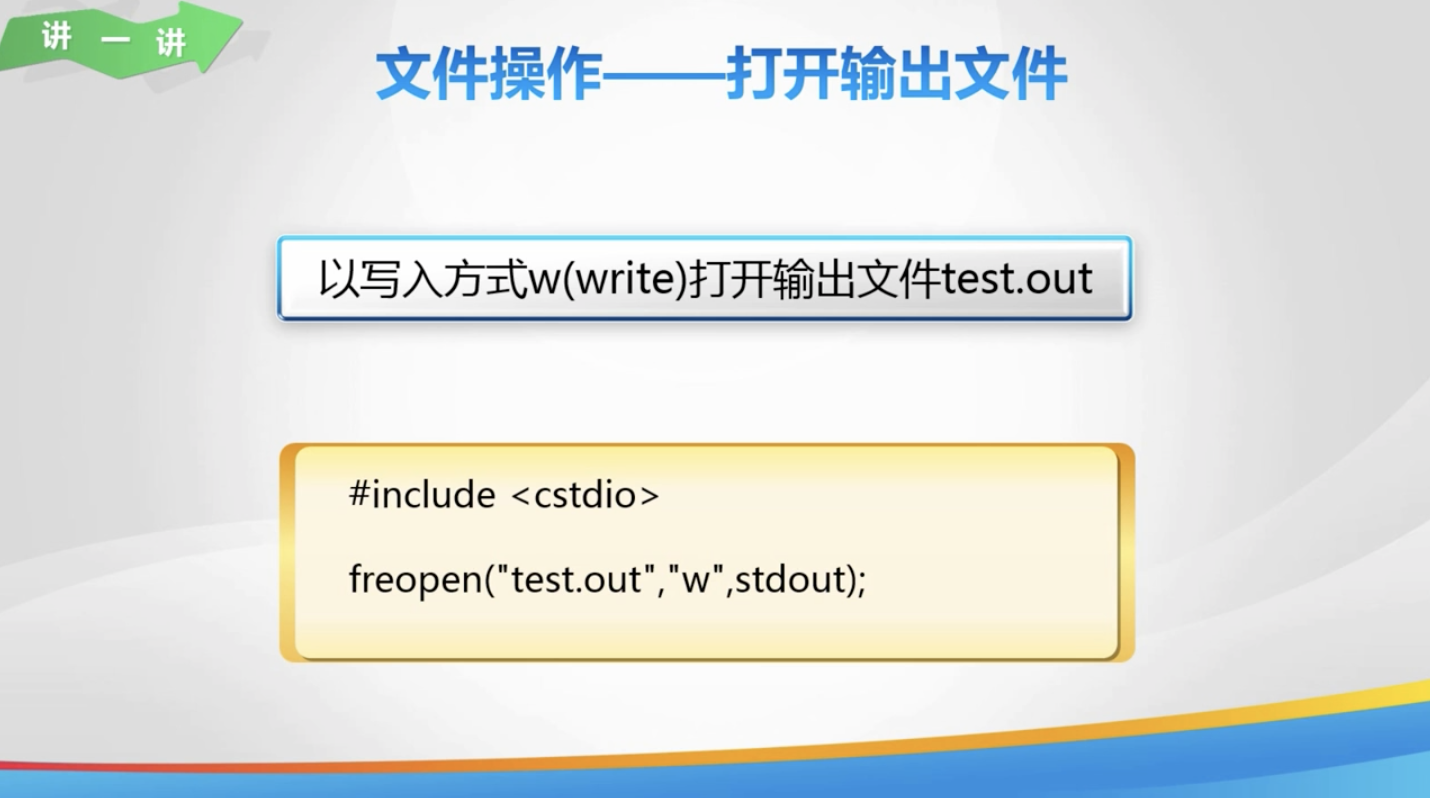 讲一讲
文件操作——打开输出文件
以写入方式w(write)打开输出文件test.out
#include <cstdio>
freopen("test.out","w",stdout);